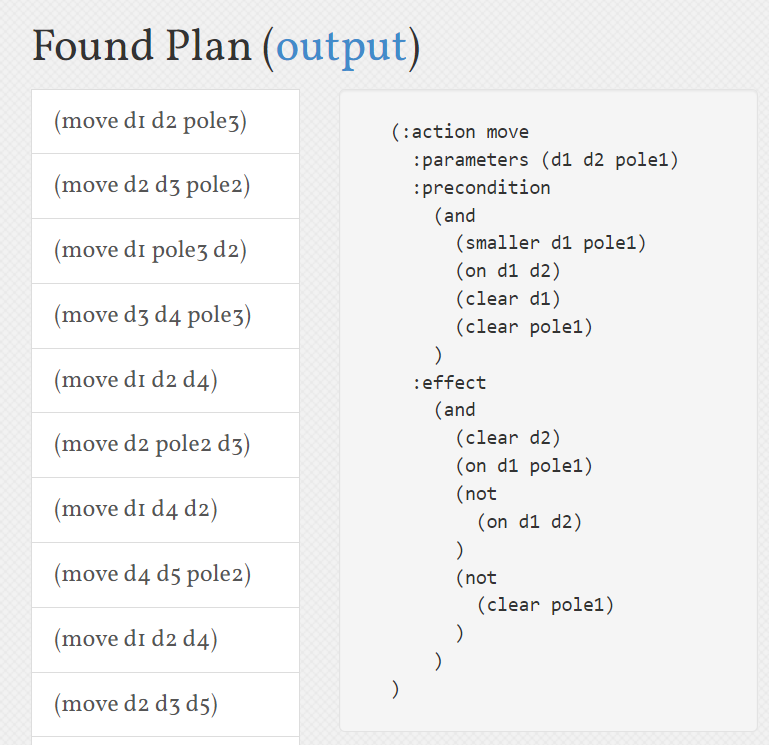 Found Plan (output)
(move d1 d2 pole3)
(move d2 d3 pole2)
(move d1 pole3 d2)
(move d3 d4 pole3)
(move d1 d2 d4)
(move d2 pole2 d3)
(move d1 d4 d2)
(move d4 d5 pole2)
(move d1 d2 d4)
(move d2 d3 d5)
(:action move
  :parameters (d1 d2 pole1)
  :precondition
    (and
      (smaller d1 pole1)
      (on d1 d2)
      (clear d1)
      (clear pole1)
    )
  :effect
    (and
      (clear d2)
      (on d1 pole1)
      (not
        (on d1 d2)
      )
      (not
        (clear pole1)
      )
    )
)